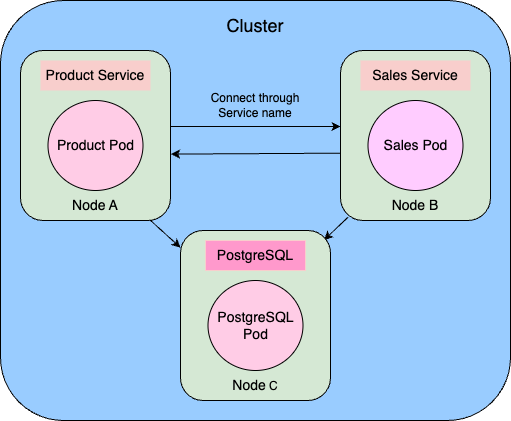 Cluster
Product Service
Sales Service
Connect through
Service name
Product Pod
Sales Pod
Node A
Node B
PostgreSQL
PostgreSQL
Pod
Node C